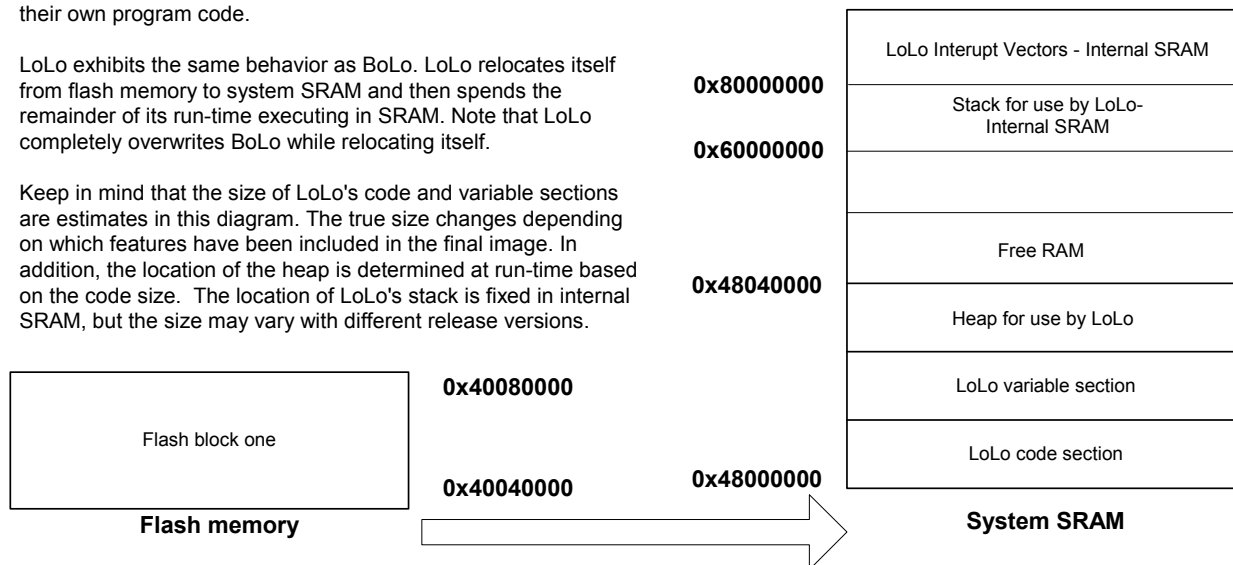 their own program code.
LoLo exhibits the same behavior as BoLo. LoLo relocates itself
from flash memory to system SRAM and then spends the
remainder of its run-time executing in SRAM. Note that LoLo
completely overwrites BoLo while relocating itself.
Keep in mind that the size of LoLo's code and variable sections
are estimates in this diagram. The true size changes depending
on which features have been included in the final image. In
addition, the location of the heap is determined at run-time based
on the code size. The location of LoLo's stack is fixed in internal
SRAM, but the size may vary with different release versions.
0x40080000
Flash block one
0x40040000
Flash memory
LoLo Interupt Vectors - Internal SRAM
0x80000000
Stack for use by LoLo-
Internal SRAM
0x60000000
Free RAM
0x48040000
Heap for use by LoLo
LoLo variable section
LoLo code section
0x48000000
System SRAM